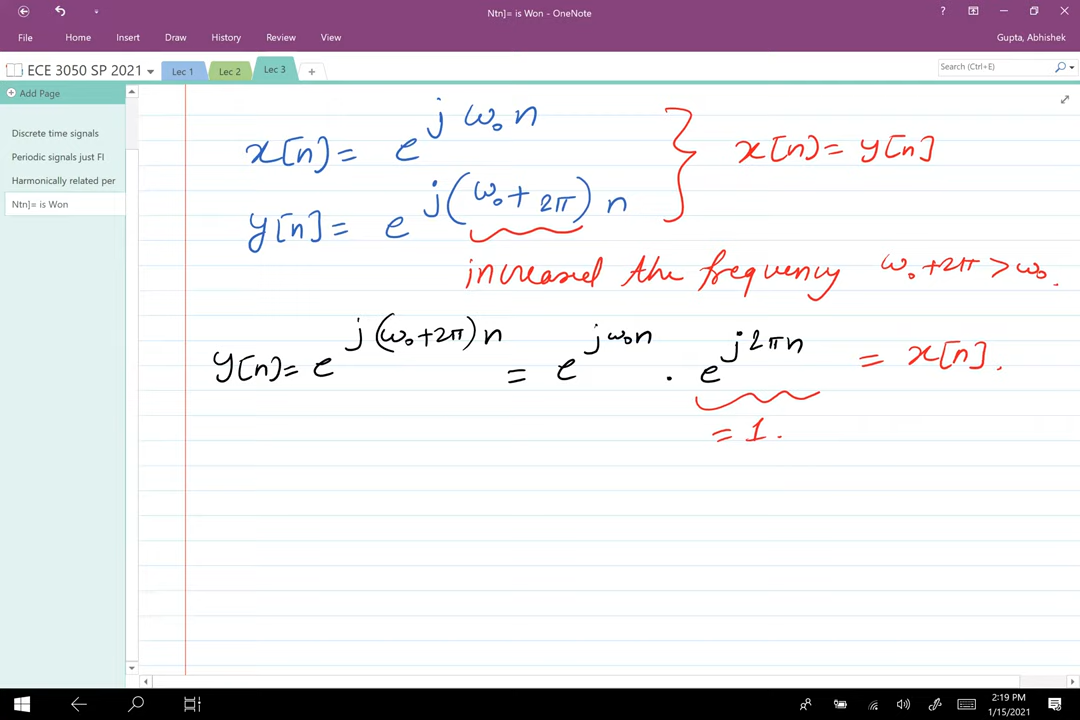 Ntn]= is Won - OneNote
?
File Home Insert Draw History Review View
Gupta, Abhishek
ECE 3050 SP 2021
Lec 1 Lec 2 Lec 3 +
Search (Ctrl+E)
Add Page
Discrete time signals
Periodic signals just FI
Harmonically related per
Ntn]= is Won
x[n] = e^{jω₀n}
y[n] = e^{j(ω₀+2π)n}
} x[n] = y[n]
increased the frequency ω₀+2π > ω₀.
y[n] = e^{j(ω₀+2π)n} = e^{jω₀n} · e^{j2πn} = x[n].
= 1.
2:19 PM
1/15/2021